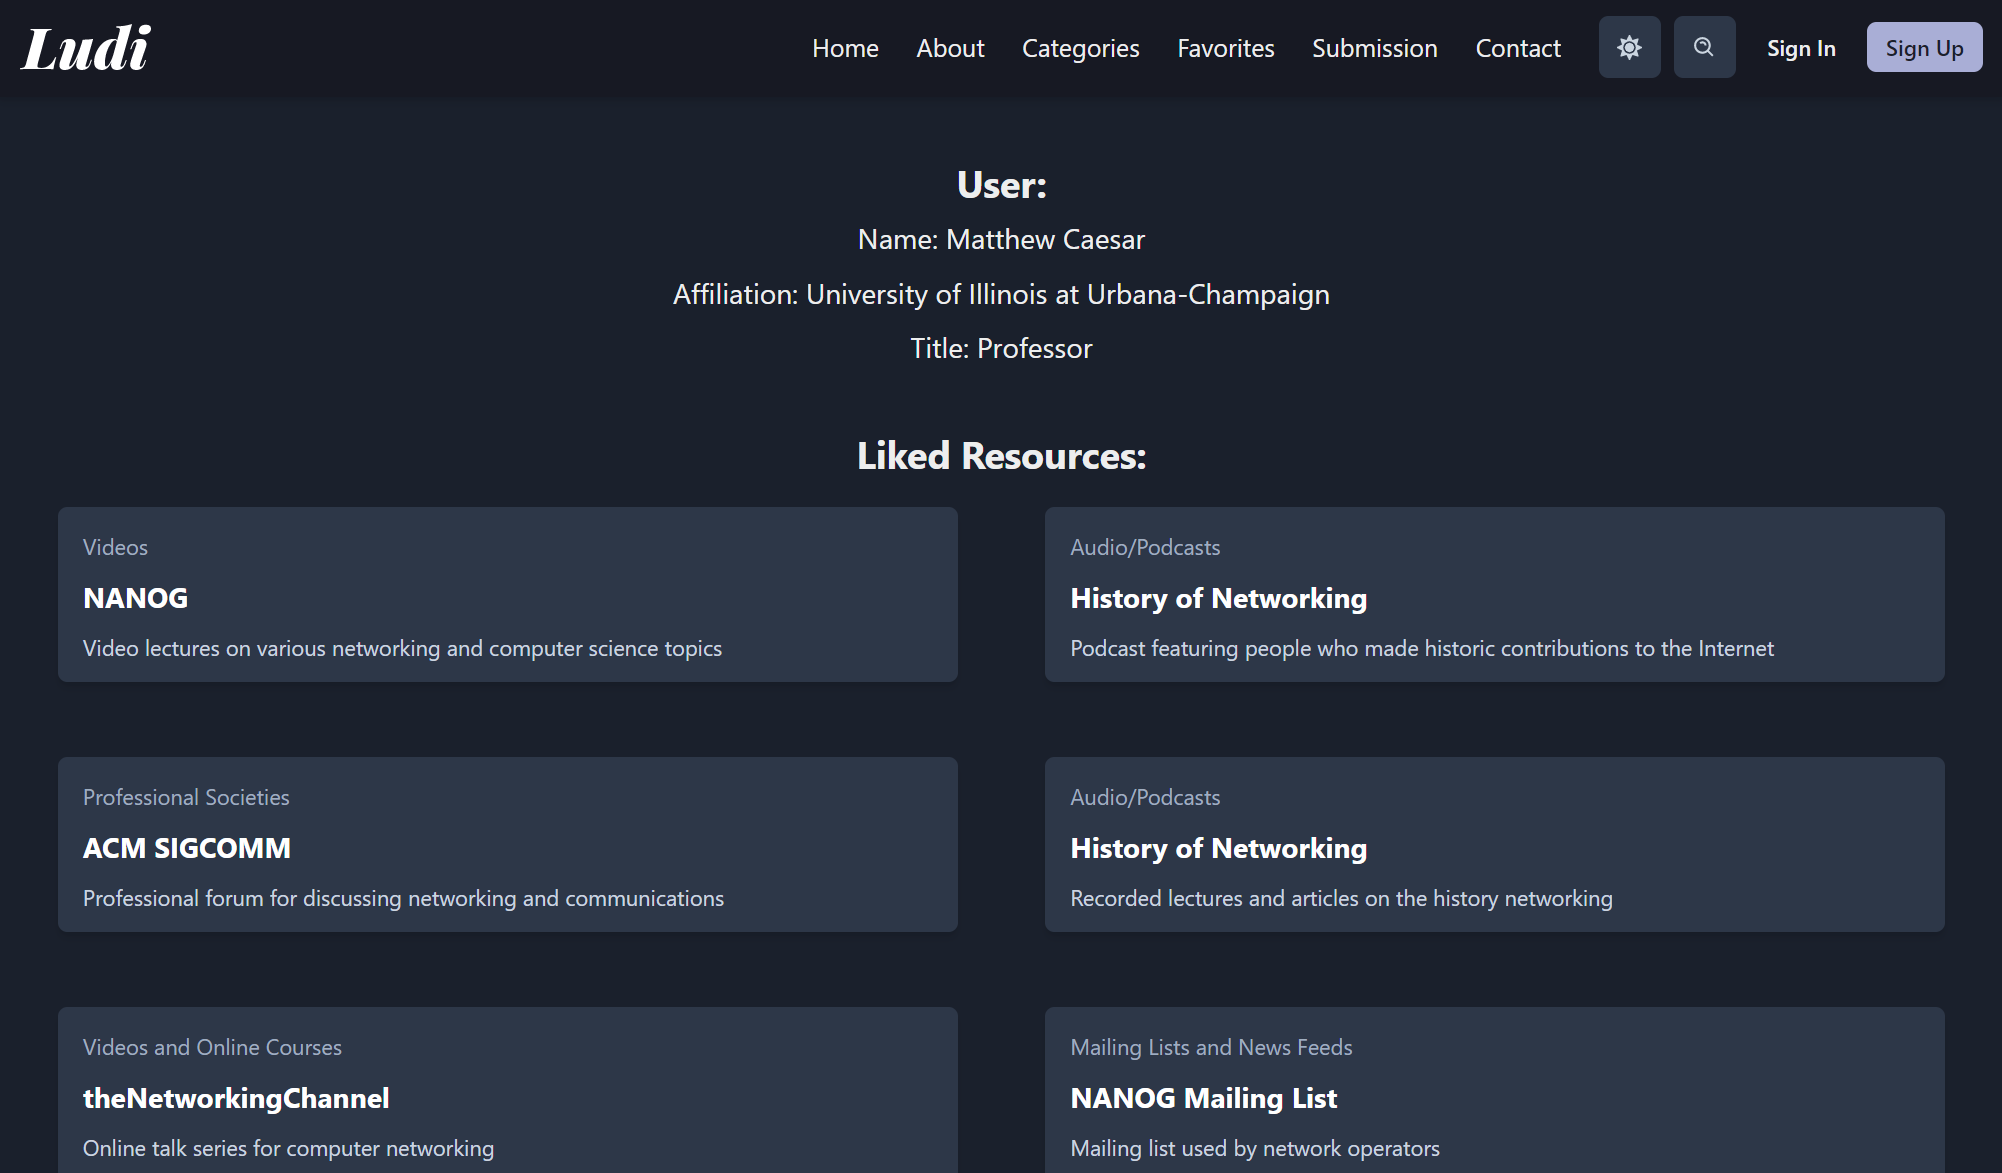 Ludi
Home About Categories Favorites Submission Contact Sign In Sign Up
User:
Name: Matthew Caesar
Affiliation: University of Illinois at Urbana-Champaign
Title: Professor
Liked Resources:
Videos
NANOG
Video lectures on various networking and computer science topics
Audio/Podcasts
History of Networking
Podcast featuring people who made historic contributions to the Internet
Professional Societies
ACM SIGCOMM
Professional forum for discussing networking and communications
Audio/Podcasts
History of Networking
Recorded lectures and articles on the history networking
Videos and Online Courses
theNetworkingChannel
Online talk series for computer networking
Mailing Lists and News Feeds
NANOG Mailing List
Mailing list used by network operators